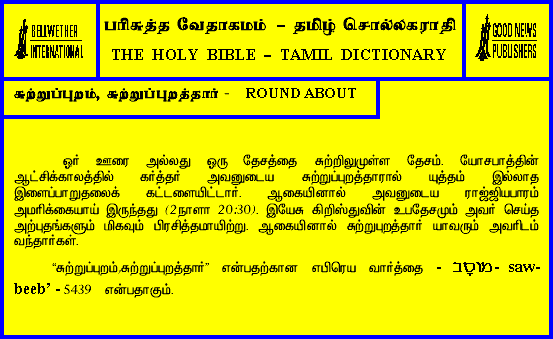 BELLWETHER
INTERNATIONAL
பரிசுத்த வேதாகமம் – தமிழ் சொல்லகராதி
THE HOLY BIBLE – TAMIL DICTIONARY
GOOD NEWS
PUBLISHERS
சுற்றுப்புறம், சுற்றுப்புறத்தார் - ROUND ABOUT
ஓர் ஊரை அல்லது ஒரு தேசத்தை சுற்றிலுமுள்ள தேசம். யோசபாத்தின்
ஆட்சிக்காலத்தில் கர்த்தர் அவனுடைய சுற்றுப்புறத்தாரால் யுத்தம் இல்லாத
இளைப்பாறுதலைக் கட்டளையிட்டார். ஆகையினால் அவனுடைய ராஜ்ஜியபாரம்
அமரிக்கையாய் இருந்தது (2நாளா 20:30). இயேசு கிறிஸ்துவின் உபதேசமும் அவர் செய்த
அற்புதங்களும் மிகவும் பிரசித்தமாயிற்று. ஆகையினால் சுற்றுபுறத்தார் யாவரும் அவரிடம்
வந்தார்கள்.
“சுற்றுப்புறம்,சுற்றுப்புறத்தார்” என்பதற்கான எபிரெய வார்த்தை - מסָב - saw-
beeb’ - 5439 என்பதாகும்.